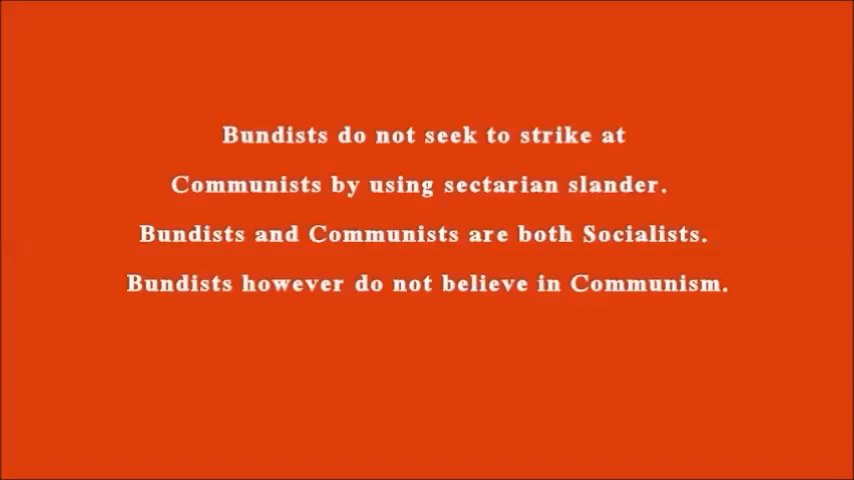 Bundists do not seek to strike at
Communists by using sectarian slander.
Bundists and Communists are both Socialists.
Bundists however do not believe in Communism.